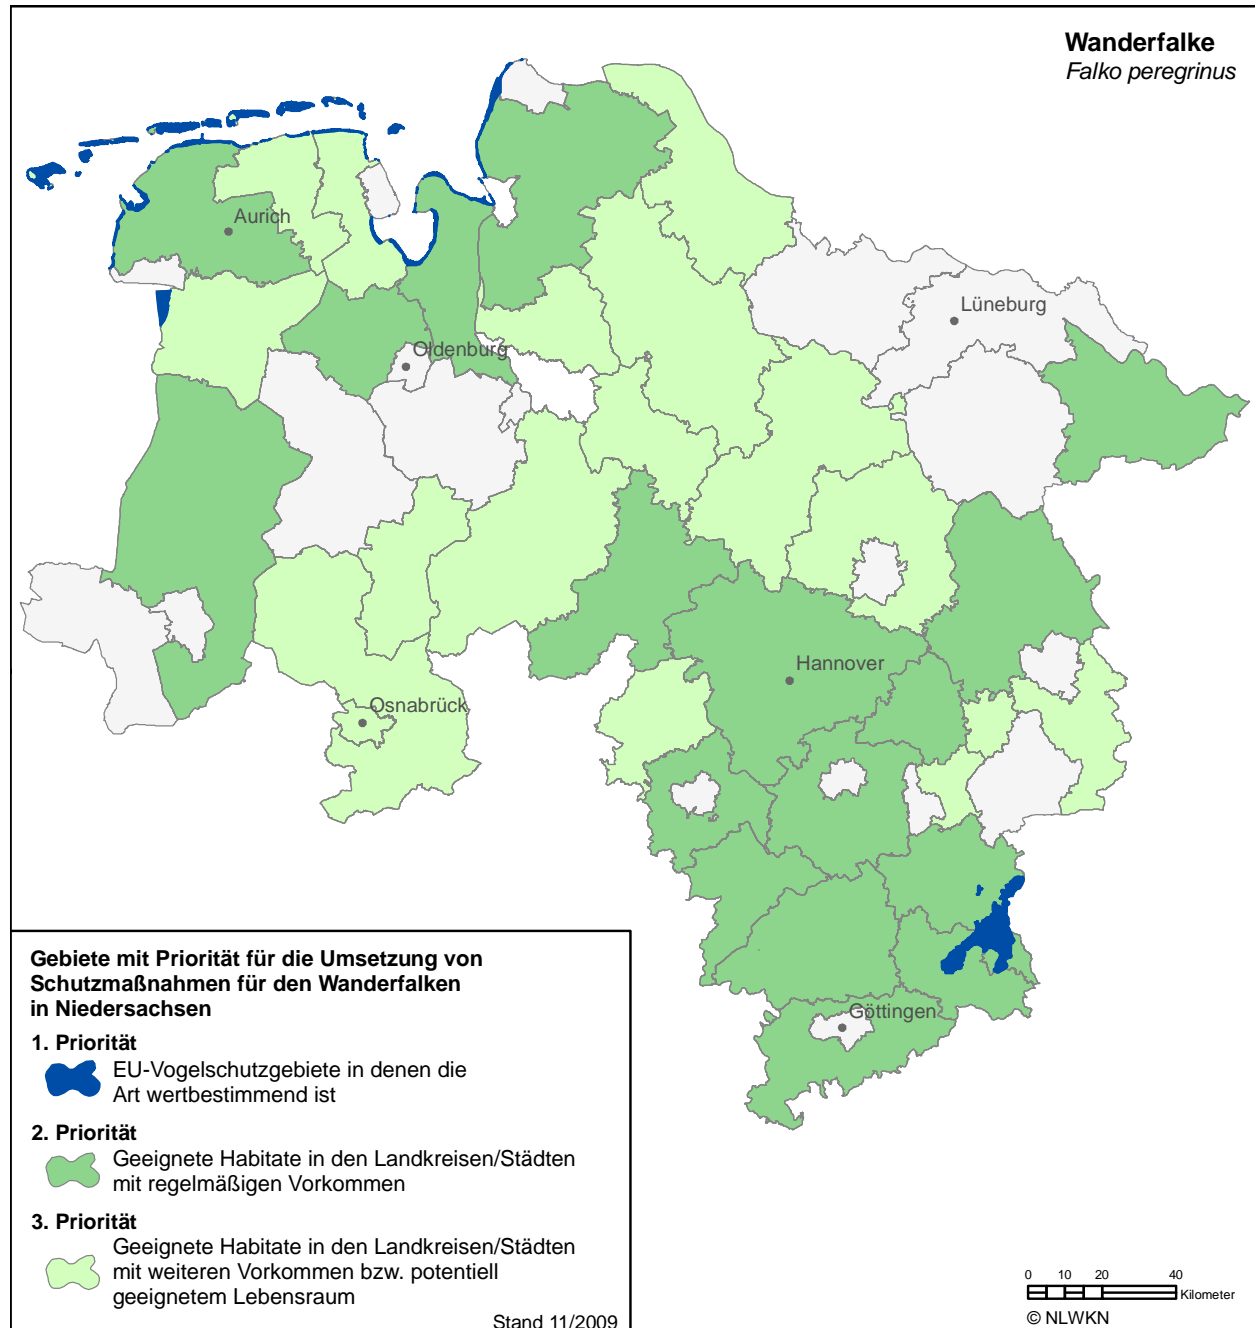 Wanderfalke
Falko peregrinus
Aurich
Lüneburg
Oldenburg
Hannover
Osnabrück
Göttingen
Gebiete mit Priorität für die Umsetzung von
Schutzmaßnahmen für den Wanderfalken
in Niedersachsen
1. Priorität
EU-Vogelschutzgebiete in denen die
Art wertbestimmend ist
2. Priorität
Geeignete Habitate in den Landkreisen/Städten
mit regelmäßigen Vorkommen
3. Priorität
Geeignete Habitate in den Landkreisen/Städten
mit weiteren Vorkommen bzw. potentiell
geeignetem Lebensraum
Stand 11/2009
0 10 20 40
Kilometer
© NLWKN